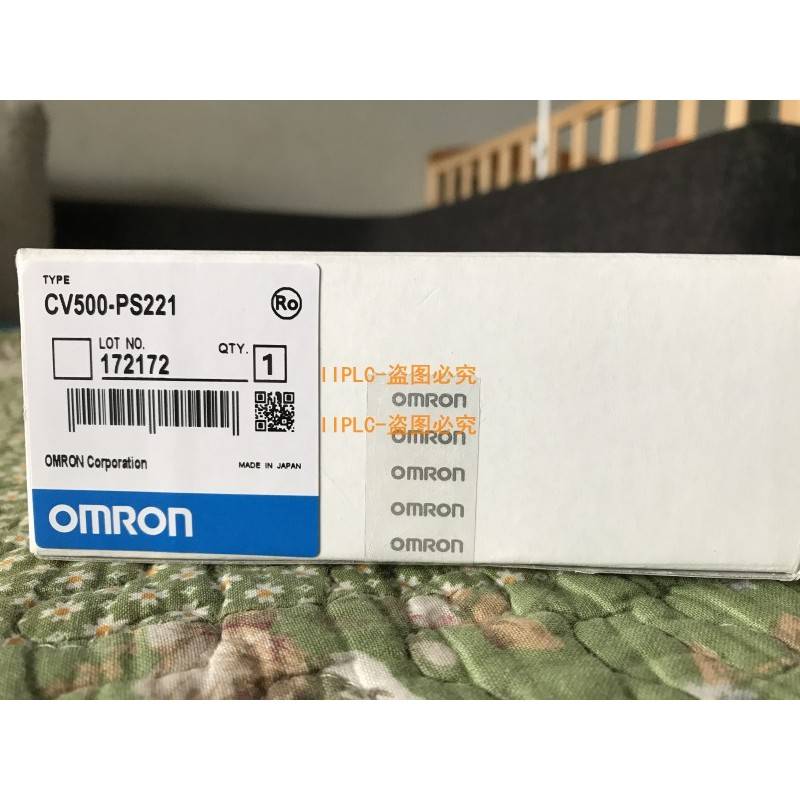 TYPE
CV500-PS221
Ro
LOT NO.
172172
QTY.
1
OMRON Corporation
MADE IN JAPAN
OMRON
IIPLC-盗图必究
OMRON
IIPLC-盗图必究
OMRON
OMRON
OMRON
OMRON